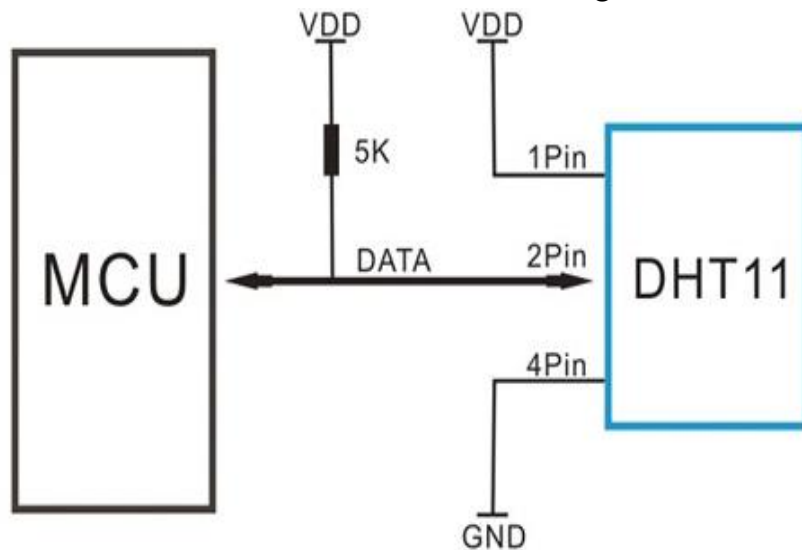 VDD
VDD
5K
1Pin
MCU
DATA
2Pin
DHT11
4Pin
GND